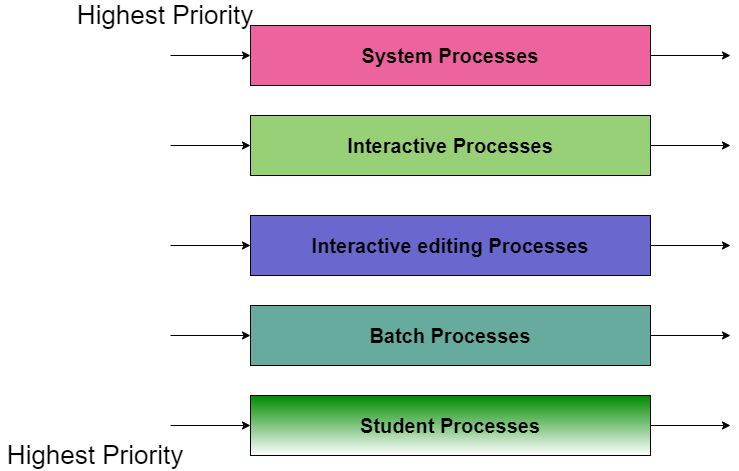 Highest Priority
System Processes
Interactive Processes
Interactive editing Processes
Batch Processes
Student Processes
Highest Priority